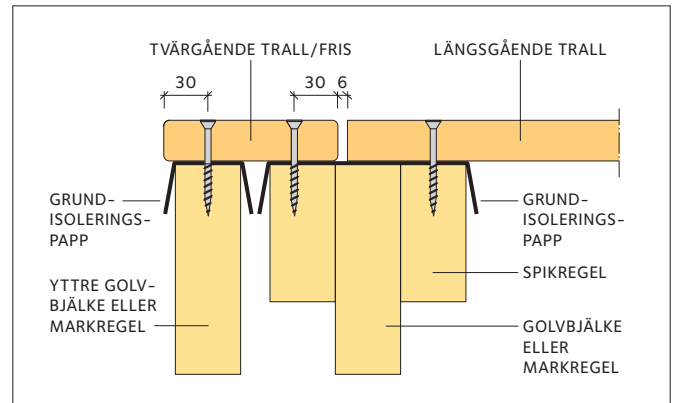 TVÄRGÅENDE TRALL/FRIS
LÄNGSGÅENDE TRALL
30
30
6
GRUND-
ISOLERINGS-
PAPP
GRUND-
ISOLERINGS-
PAPP
YTTRE GOLV-
BJÄLKE ELLER
MARKREGEL
SPIKREGEL
GOLVBJÄLKE
ELLER
MARKREGEL